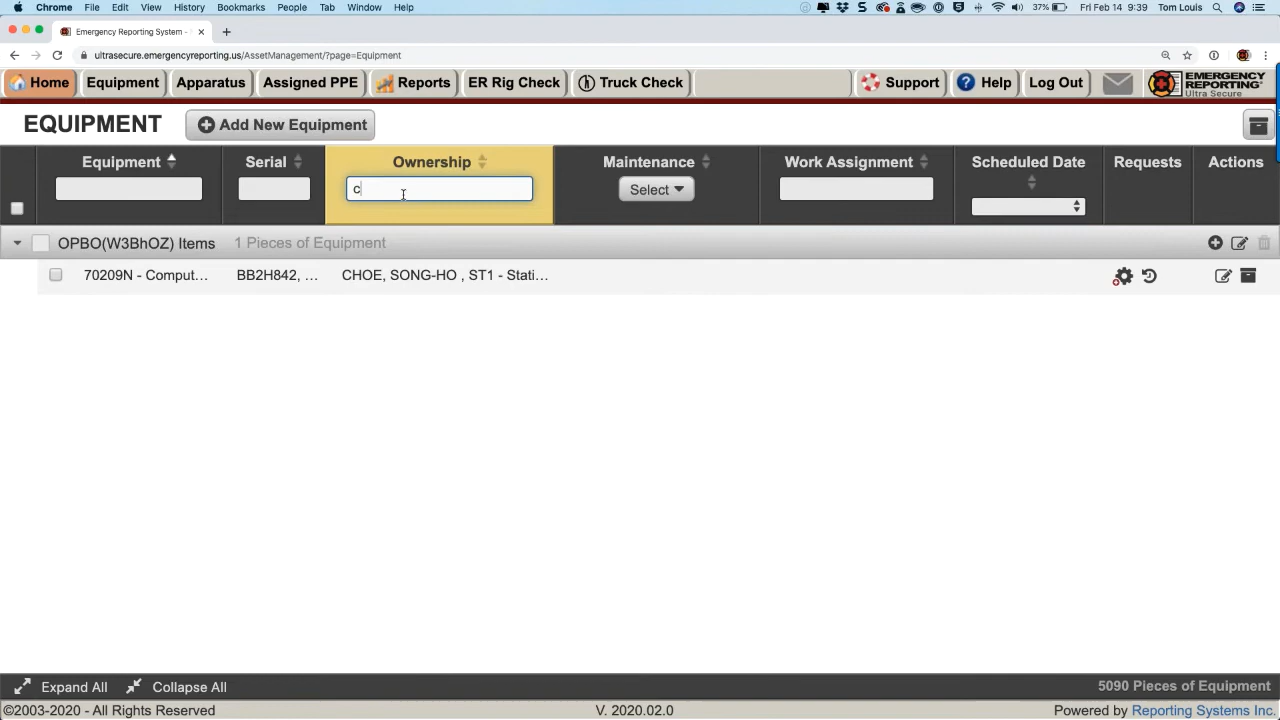 Chrome File Edit View History Bookmarks People Tab Window Help 37% Fri Feb 14 9:39 Tom Louis
Emergency Reporting System -
ultrasecure.emergencyreporting.us/AssetManagement/?page=Equipment
Home Equipment Apparatus Assigned PPE Reports ER Rig Check Truck Check Support Help Log Out EMERGENCY REPORTING Ultra Secure
EQUIPMENT Add New Equipment
Equipment Serial Ownership Maintenance Work Assignment Scheduled Date Requests Actions
c Select
OPBO(W3BhOZ) Items 1 Pieces of Equipment
70209N - Comput... BB2H842, ... CHOE, SONG-HO , ST1 - Stati...
Expand All Collapse All 5090 Pieces of Equipment
©2003-2020 - All Rights Reserved V. 2020.02.0 Powered by Reporting Systems Inc.